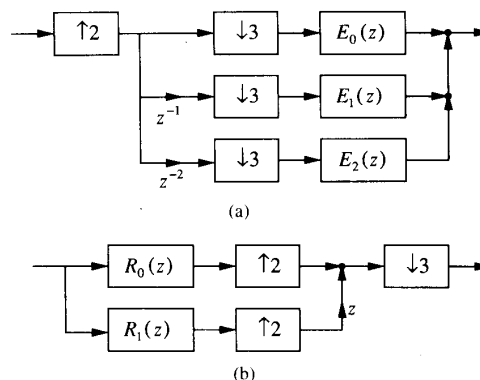 ↑2 ↓3 E₀(z)
z⁻¹ ↓3 E₁(z)
z⁻² ↓3 E₂(z)
(a)
R₀(z) ↑2 ↓3
R₁(z) ↑2 z
(b)